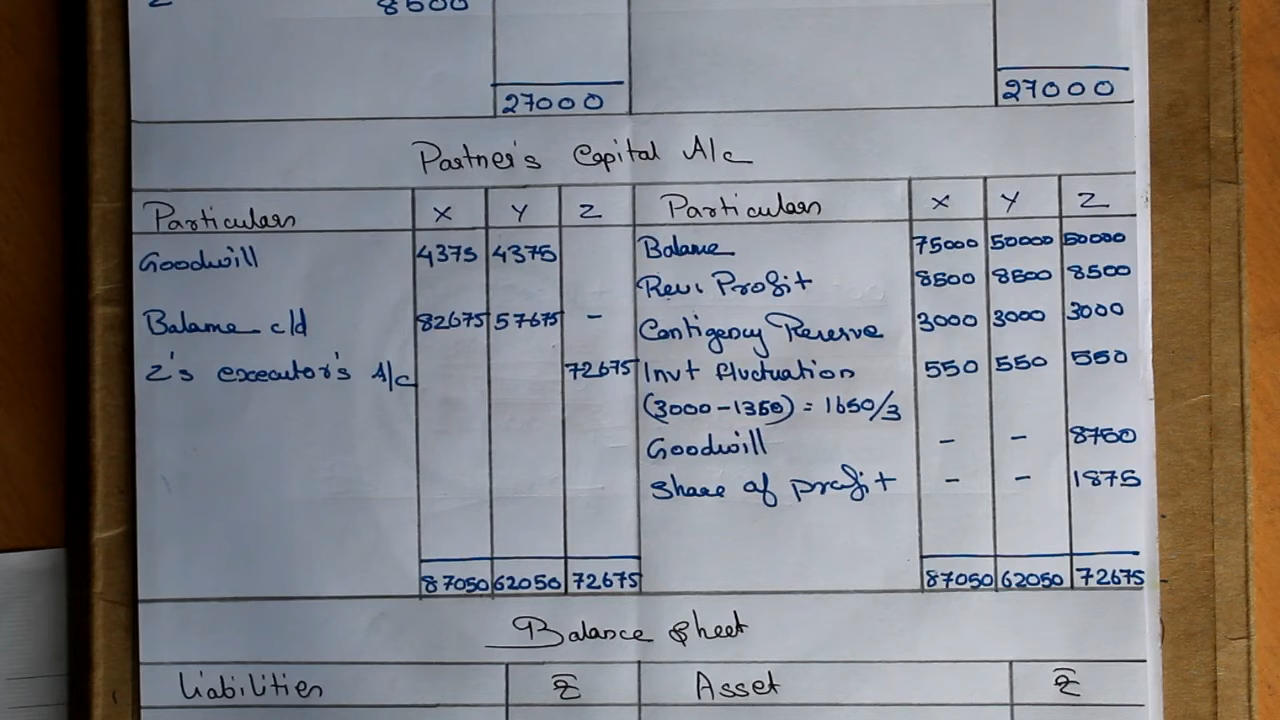 8500
27000 27000
Partner's Capital A/c
Particulars X Y Z Particulars X Y Z
Goodwill 4375 4375 - Balance 75000 50000 50000
Rev. Profit 8500 8500 8500
Balance c/d 82675 57675 - Contigency Reserve 3000 3000 3000
Z's executor's A/c 72675 Invt fluctuation 550 550 550
(3000-1350) = 1650/3
Goodwill - - 8750
Share of profit - - 1875
87050 62050 72675 87050 62050 72675
Balance Sheet
Liabilities ₹ Asset ₹